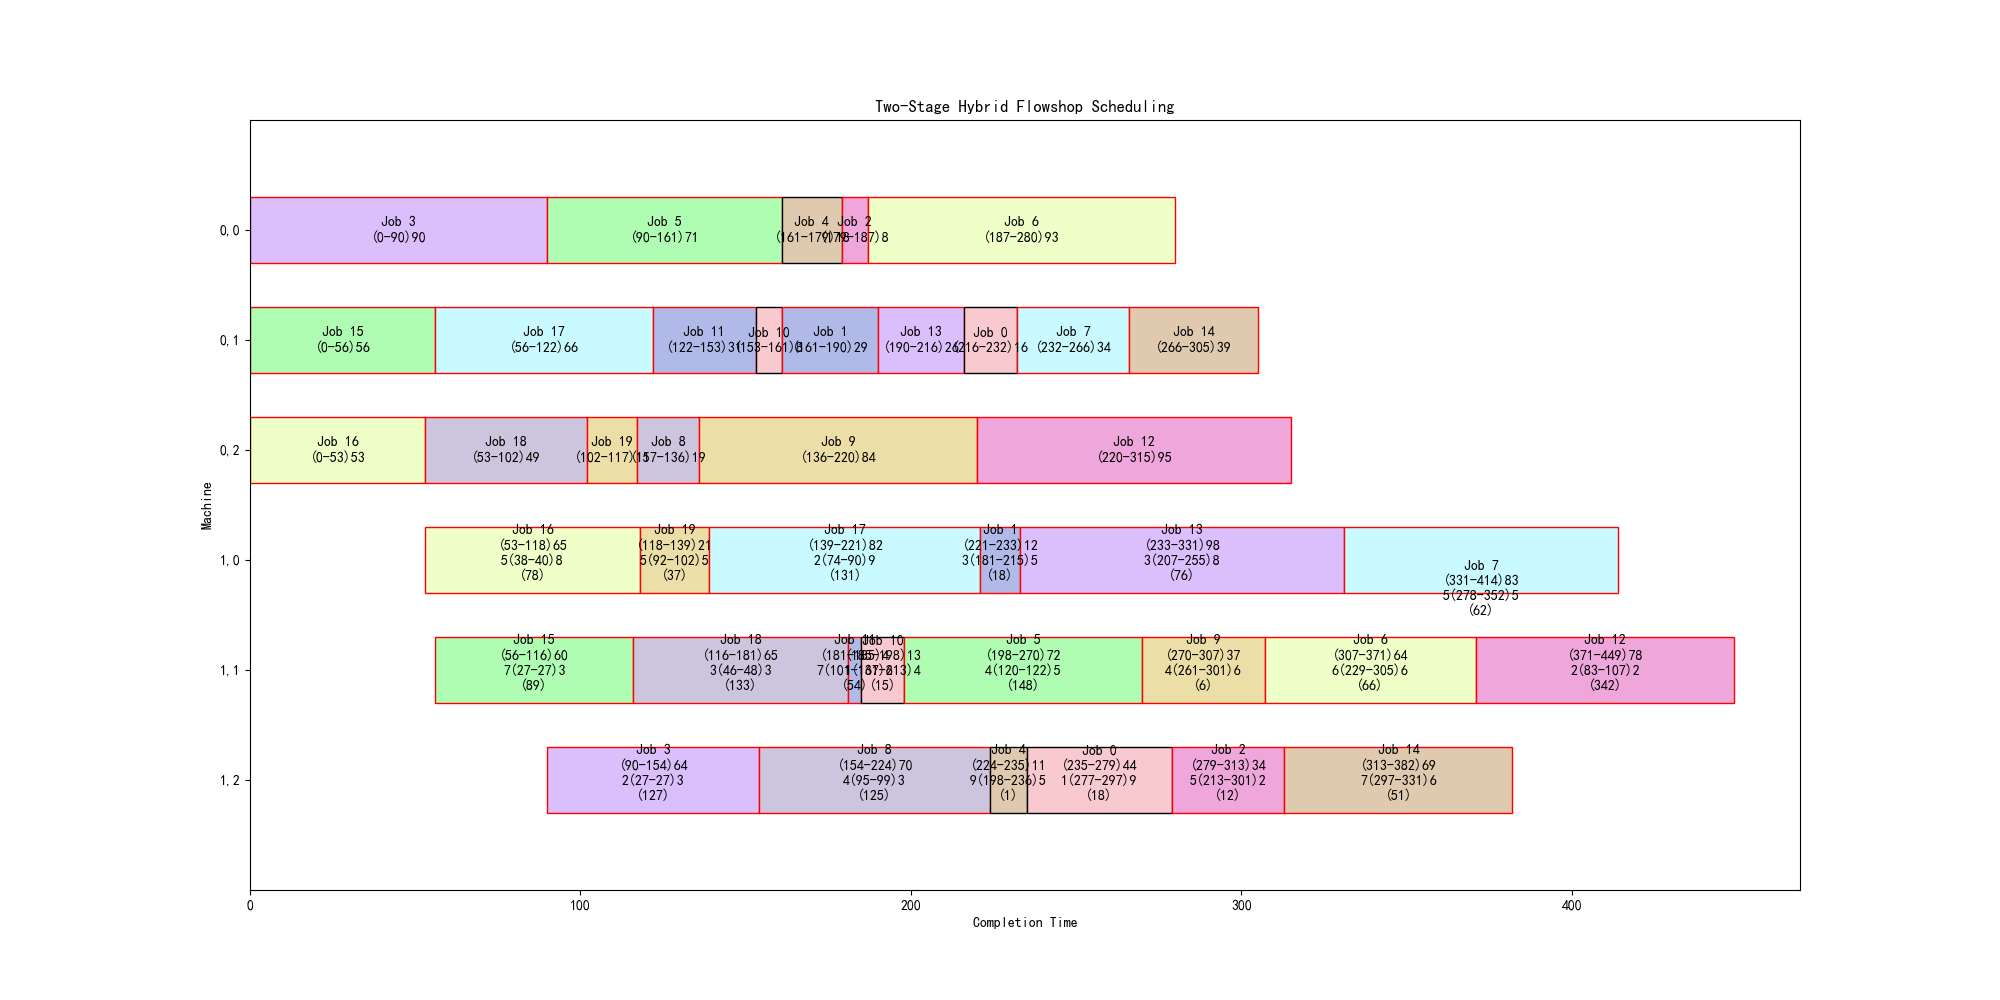 Two-Stage Hybrid Flowshop Scheduling
0,0
Job 3
(0-90)90
Job 5
(90-161)71
Job 4
(161-179)18
Job 2
(179-187)8
Job 6
(187-280)93
0,1
Job 15
(0-56)56
Job 17
(56-122)66
Job 11
(122-153)31
Job 10
(153-161)8
Job 1
(161-190)29
Job 13
(190-216)26
Job 0
(216-232)16
Job 7
(232-266)34
Job 14
(266-305)39
0,2
Job 16
(0-53)53
Job 18
(53-102)49
Job 19
(102-117)15
Job 8
(117-136)19
Job 9
(136-220)84
Job 12
(220-315)95
Machine
1,0
Job 16
(53-118)65
5(38-40)8
(78)
Job 19
(118-139)21
5(92-102)5
(37)
Job 17
(139-221)82
2(74-90)9
(131)
Job 1
(221-233)12
3(181-215)5
(18)
Job 13
(233-331)98
3(207-255)8
(76)
Job 7
(331-414)83
5(278-352)5
(62)
1,1
Job 15
(56-116)60
7(27-27)3
(89)
Job 18
(116-181)65
3(46-48)3
(133)
Job 11
(181-185)4
(54)
Job 10
(185-198)13
(15)
Job 5
(198-270)72
4(120-122)5
(148)
Job 9
(270-307)37
4(261-301)6
(6)
Job 6
(307-371)64
6(229-305)6
(66)
Job 12
(371-449)78
2(83-107)2
(342)
1,2
Job 3
(90-154)64
2(27-27)3
(127)
Job 8
(154-224)70
4(95-99)3
(125)
Job 4
(224-235)11
9(198-236)5
(1)
Job 0
(235-279)44
1(277-297)9
(18)
Job 2
(279-313)34
5(213-301)2
(12)
Job 14
(313-382)69
7(297-331)6
(51)
0
100
200
300
400
Completion Time